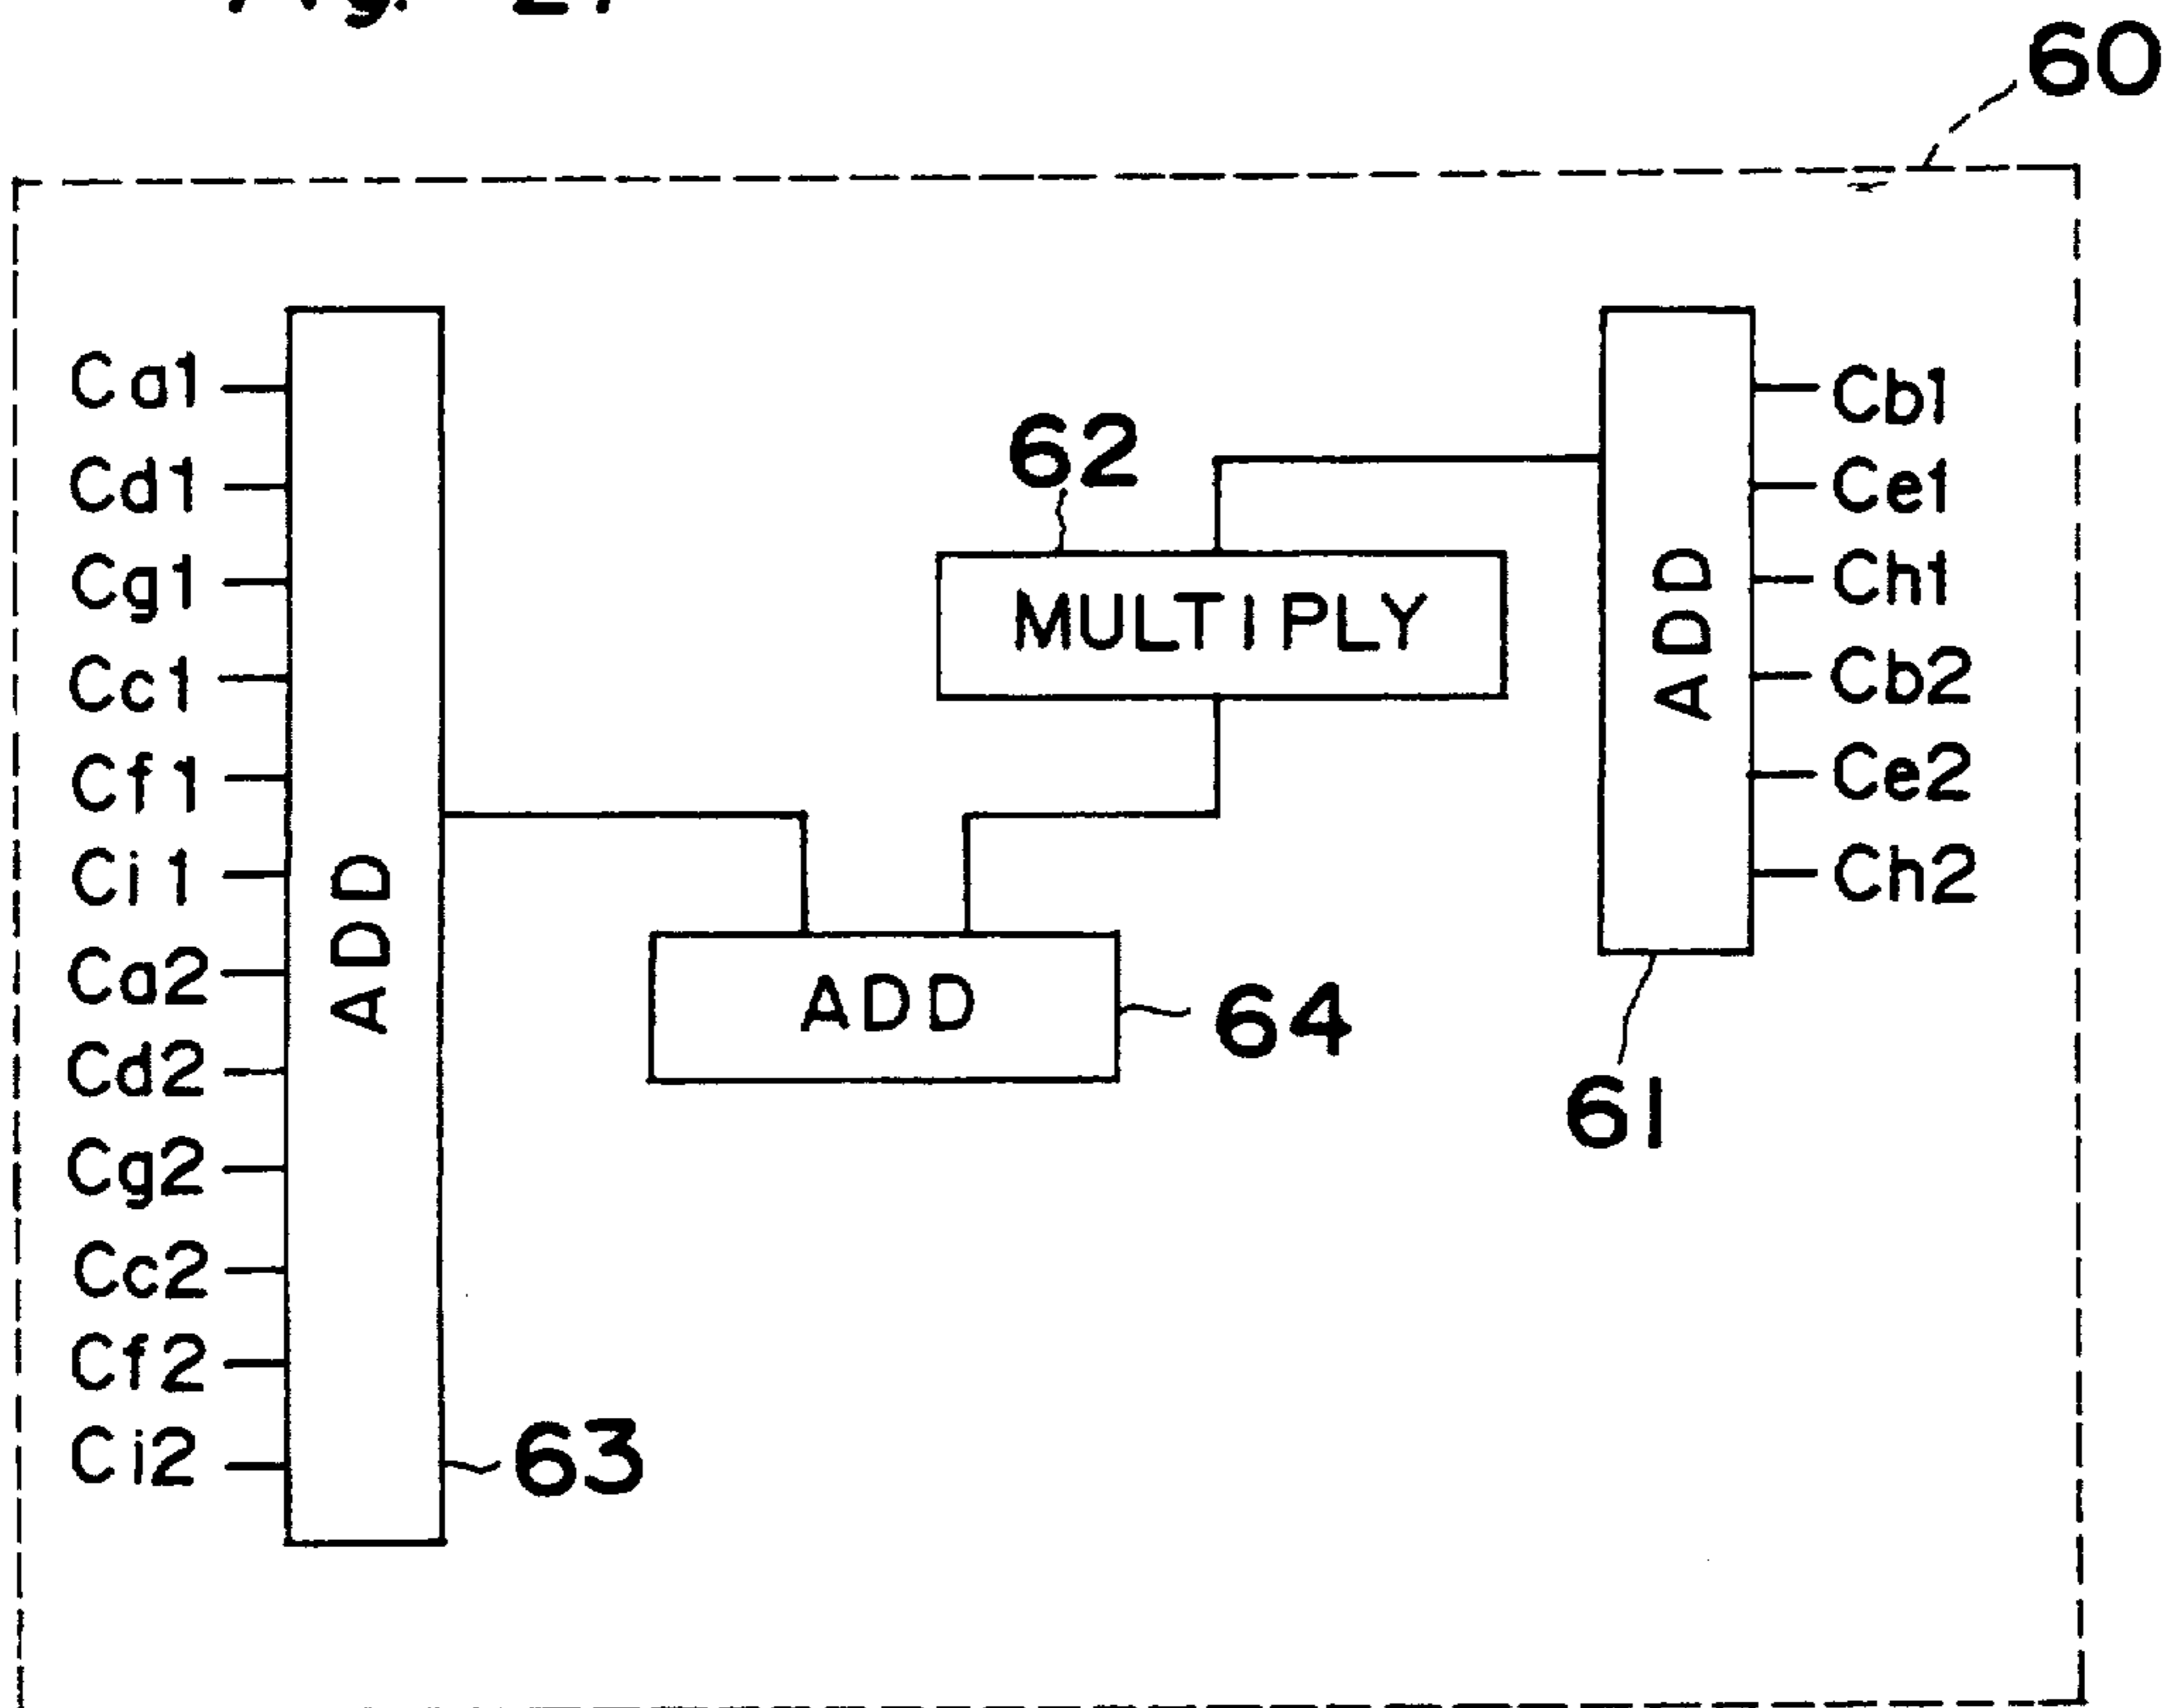 60
Ca1
Cd1
Cg1
Cc1
Cf1
Ci1
Ca2
Cd2
Cg2
Cc2
Cf2
Ci2
ADD
63
62
MULTIPLY
ADD
64
ADD
61
Cb1
Ce1
Ch1
Cb2
Ce2
Ch2